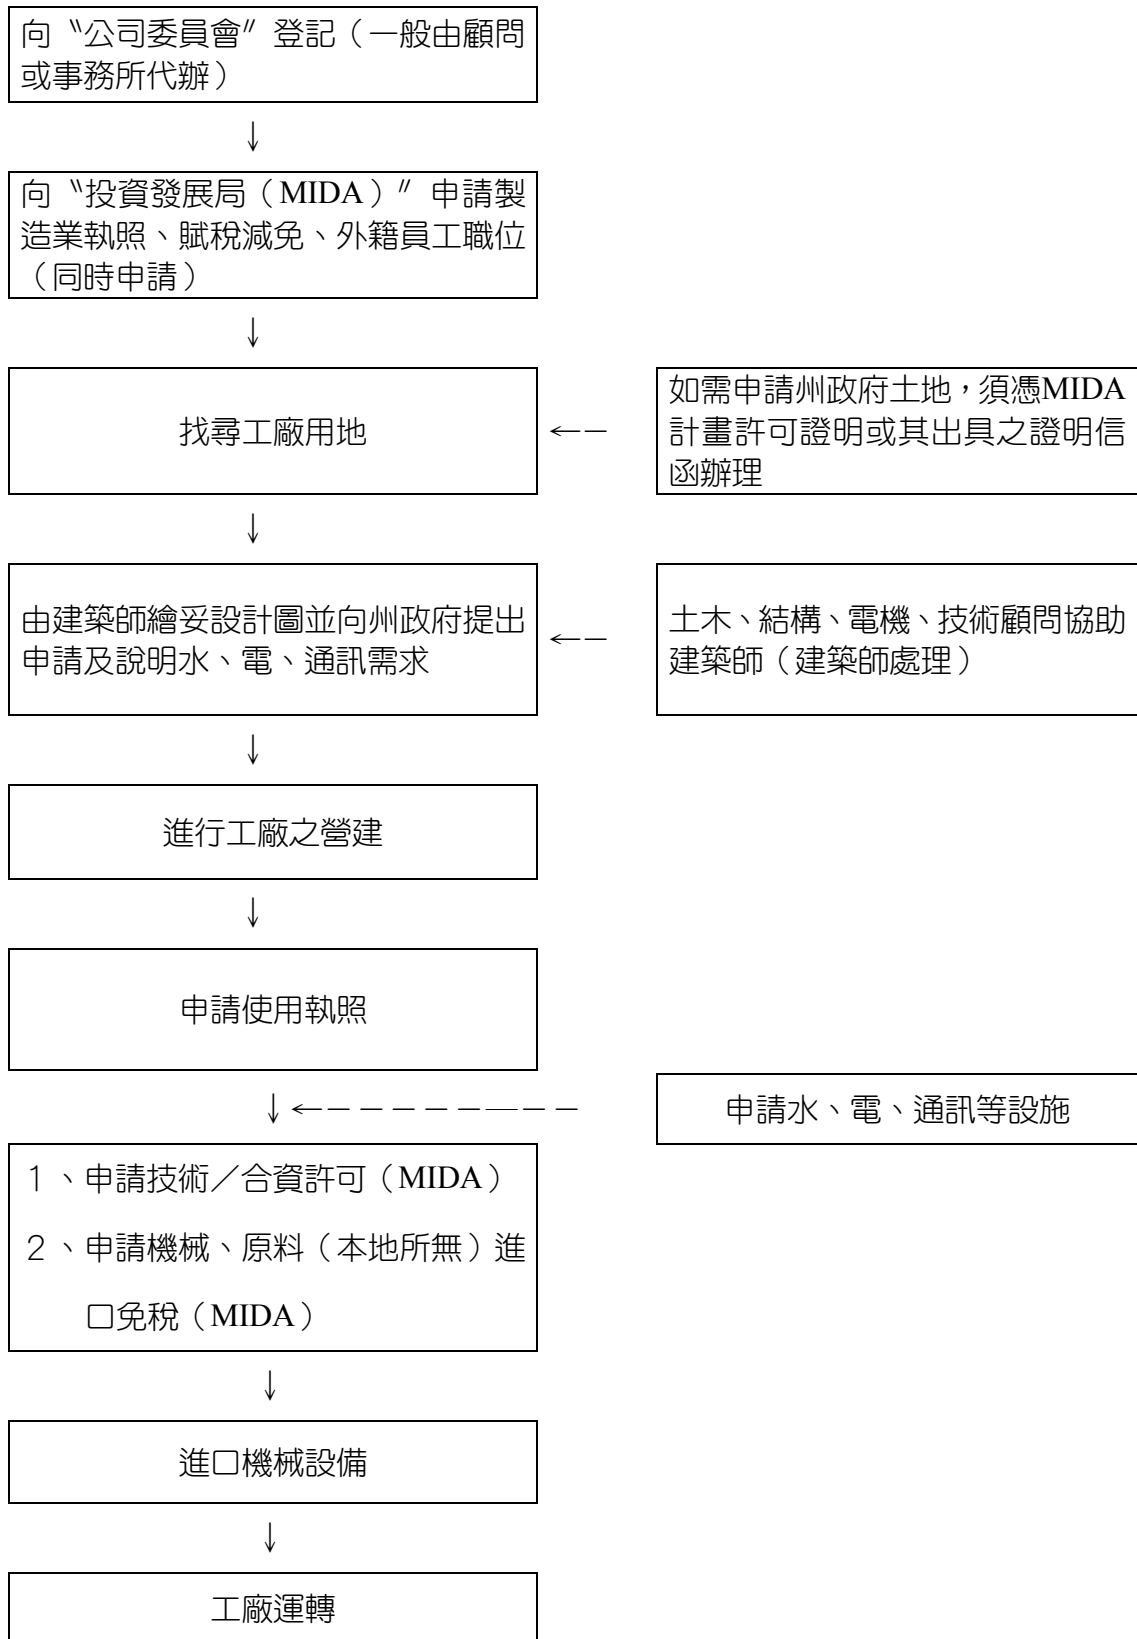 向〝公司委員會〞登記（一般由顧問
或事務所代辦）
↓
向〝投資發展局（MIDA）〞申請製
造業執照、賦稅減免、外籍員工職位
（同時申請）
↓
找尋工廠用地
←－
如需申請州政府土地，須憑MIDA
計畫許可證明或其出具之證明信
函辦理
↓
由建築師繪妥設計圖並向州政府提出
申請及說明水、電、通訊需求
←－
土木、結構、電機、技術顧問協助
建築師（建築師處理）
↓
進行工廠之營建
↓
申請使用執照
↓←－－－－－—－－
申請水、電、通訊等設施
１、申請技術／合資許可（MIDA）
２、申請機械、原料（本地所無）進
口免稅（MIDA）
↓
進口機械設備
↓
工廠運轉